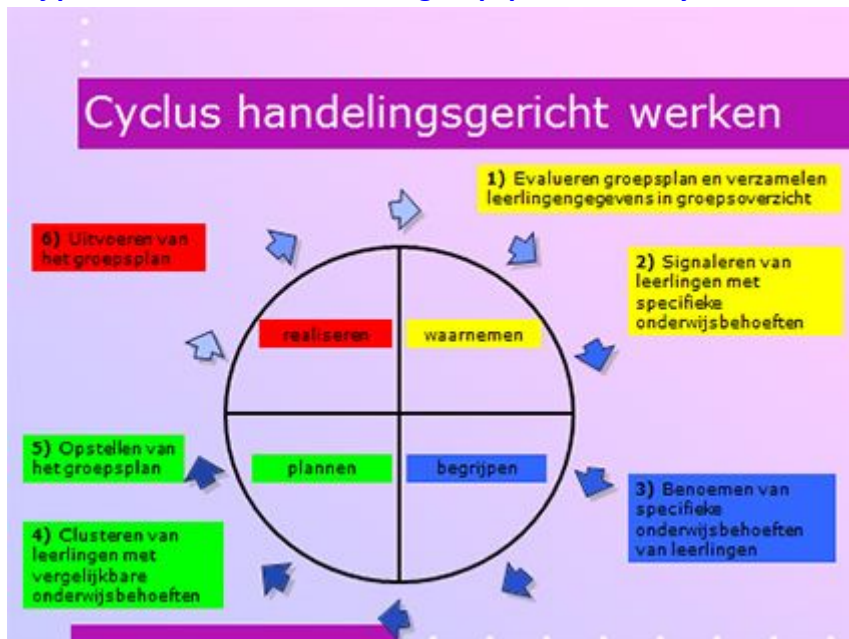 Cyclus handelingsgericht werken
1) Evalueren groepsplan en verzamelen
leerlingengegevens in groepsoverzicht
2) Signaleren van
leerlingen met
specifieke
onderwijsbehoeften
3) Benoemen van
specifieke
onderwijsbehoeften
van leerlingen
4) Clusteren van
leerlingen met
vergelijkbare
onderwijsbehoeften
5) Opstellen van
het groepsplan
6) Uitvoeren van
het groepsplan
realiseren
waarnemen
plannen
begrijpen